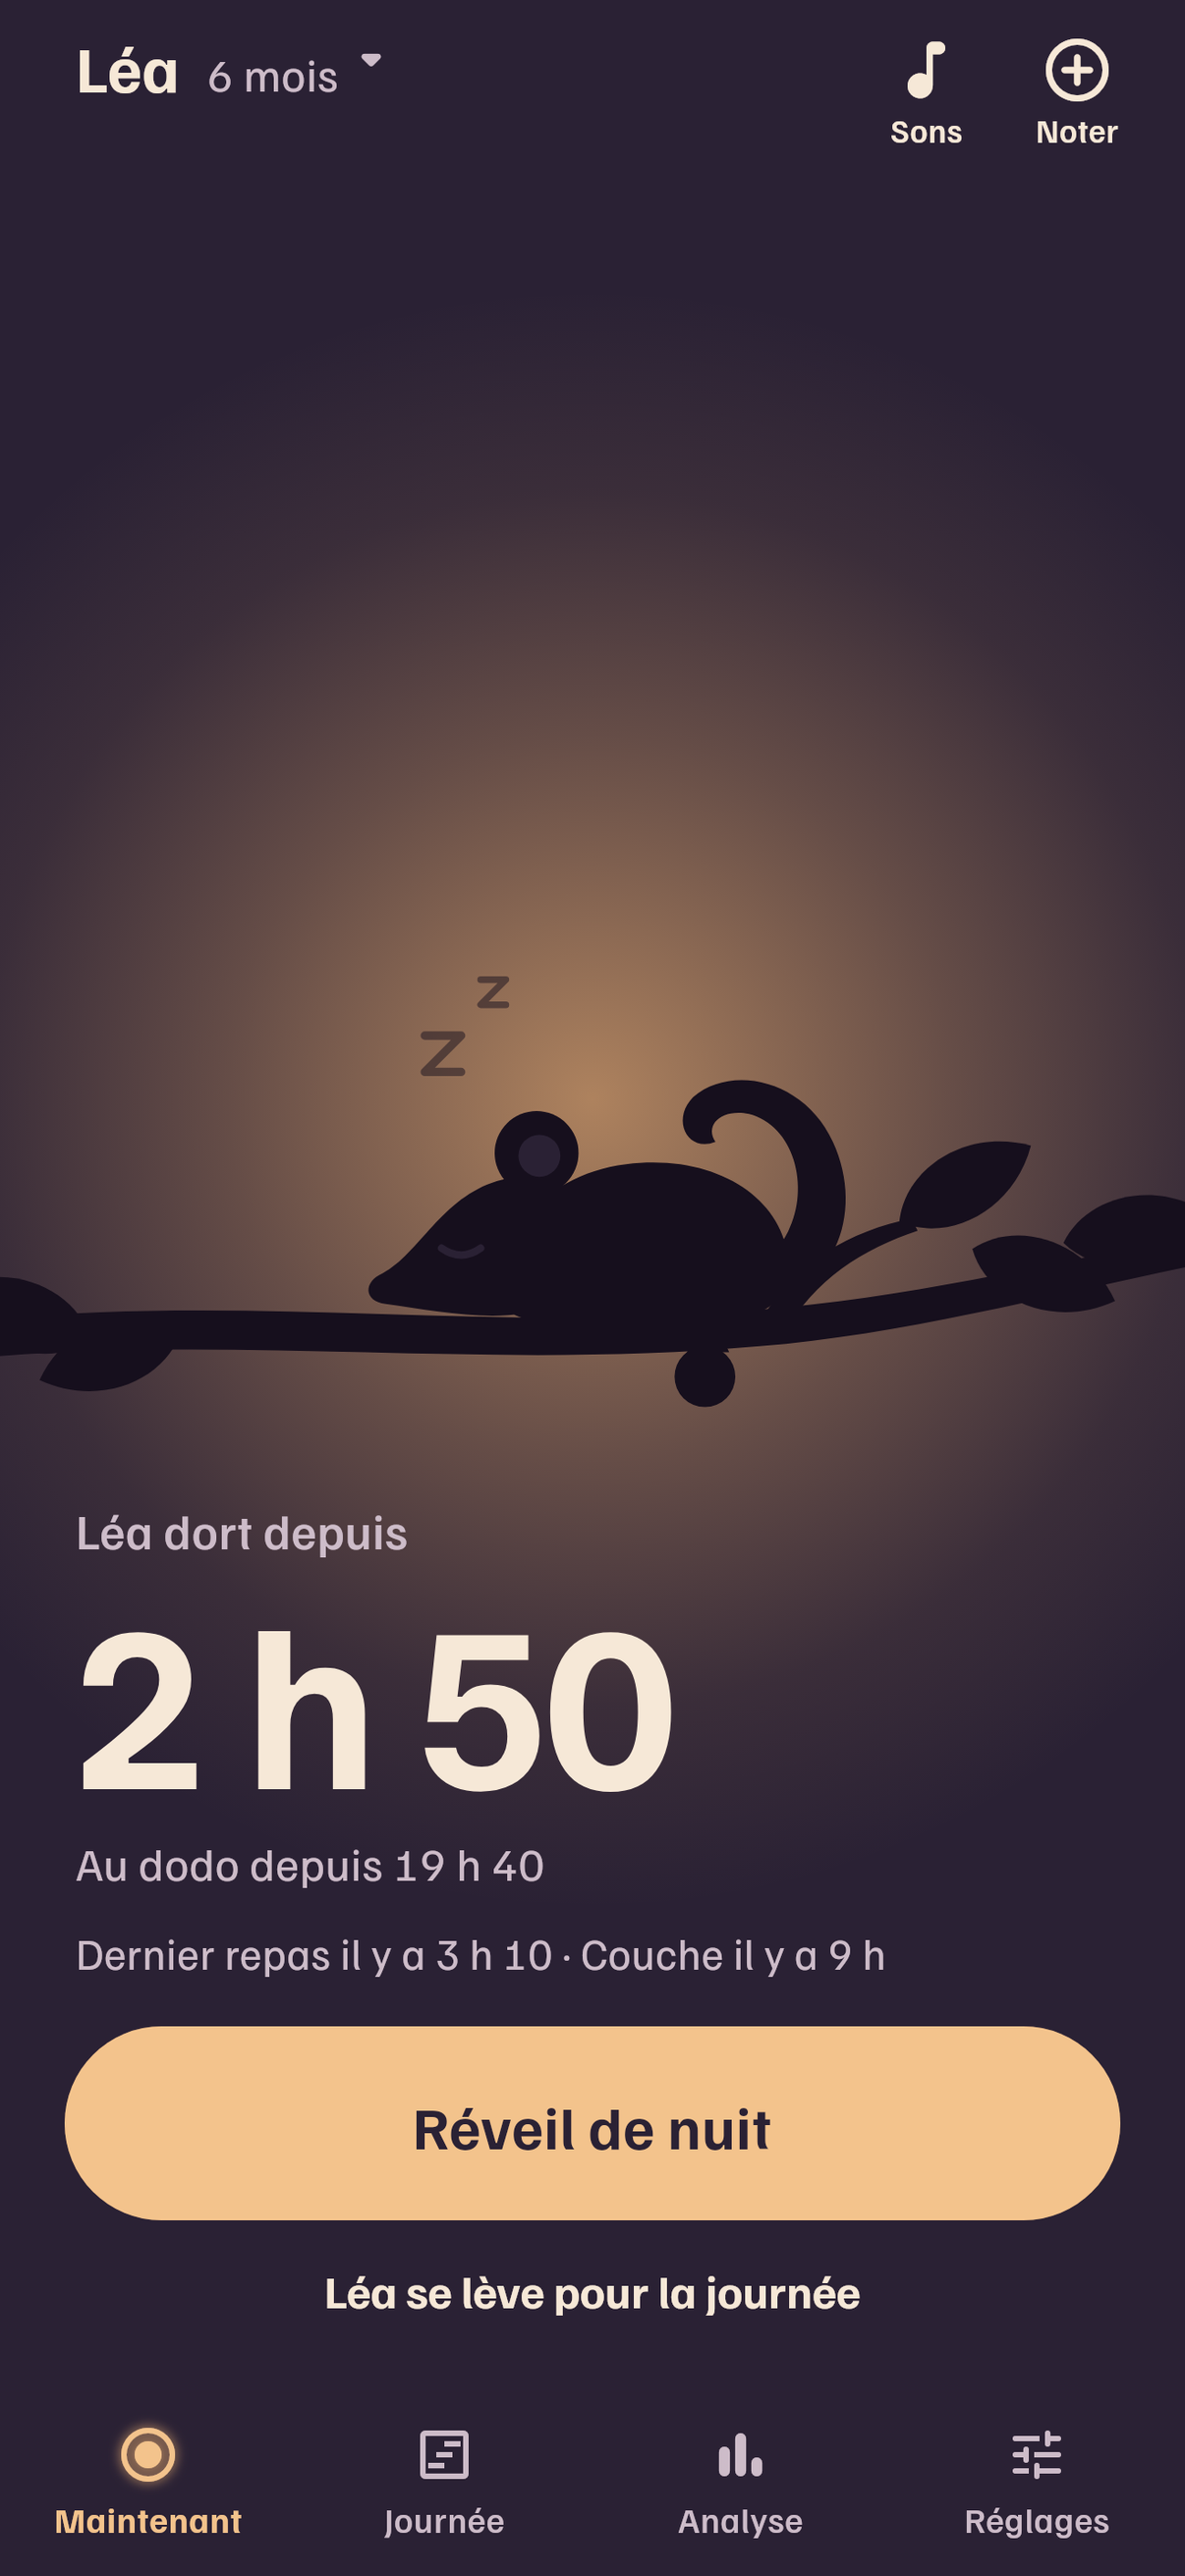 Léa 6 mois
Sons
Noter
z
z
Léa dort depuis
2 h 50
Au dodo depuis 19 h 40
Dernier repas il y a 3 h 10 · Couche il y a 9 h
Réveil de nuit
Léa se lève pour la journée
Maintenant
Journée
Analyse
Réglages